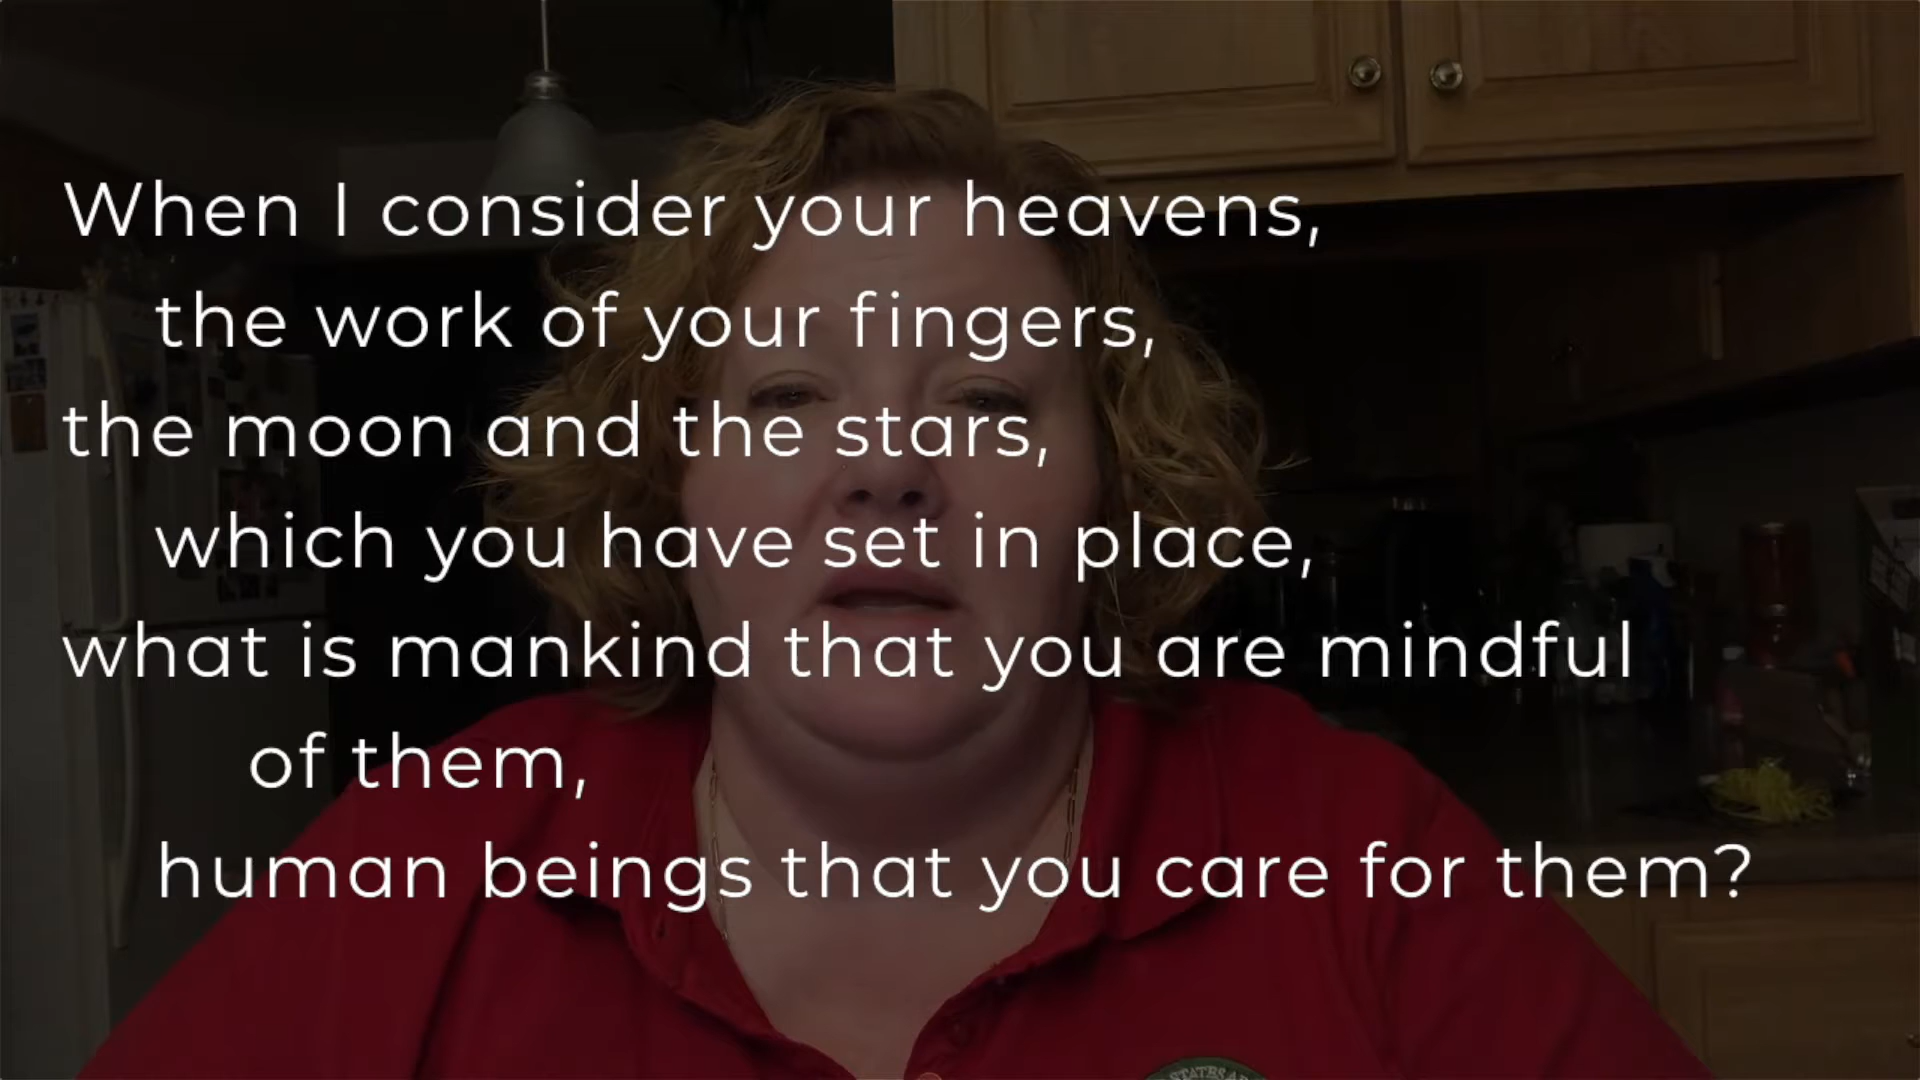 When I consider your heavens,
the work of your fingers,
the moon and the stars,
which you have set in place,
what is mankind that you are mindful
of them,
human beings that you care for them?
STATES